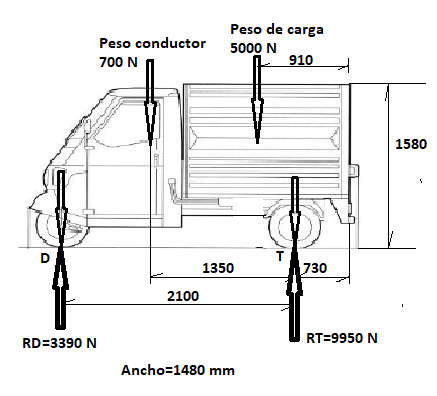 Peso de carga
5000 N
Peso conductor
700 N
910
1580
D
T
1350
730
2100
RD=3390 N
RT=9950 N
Ancho=1480 mm